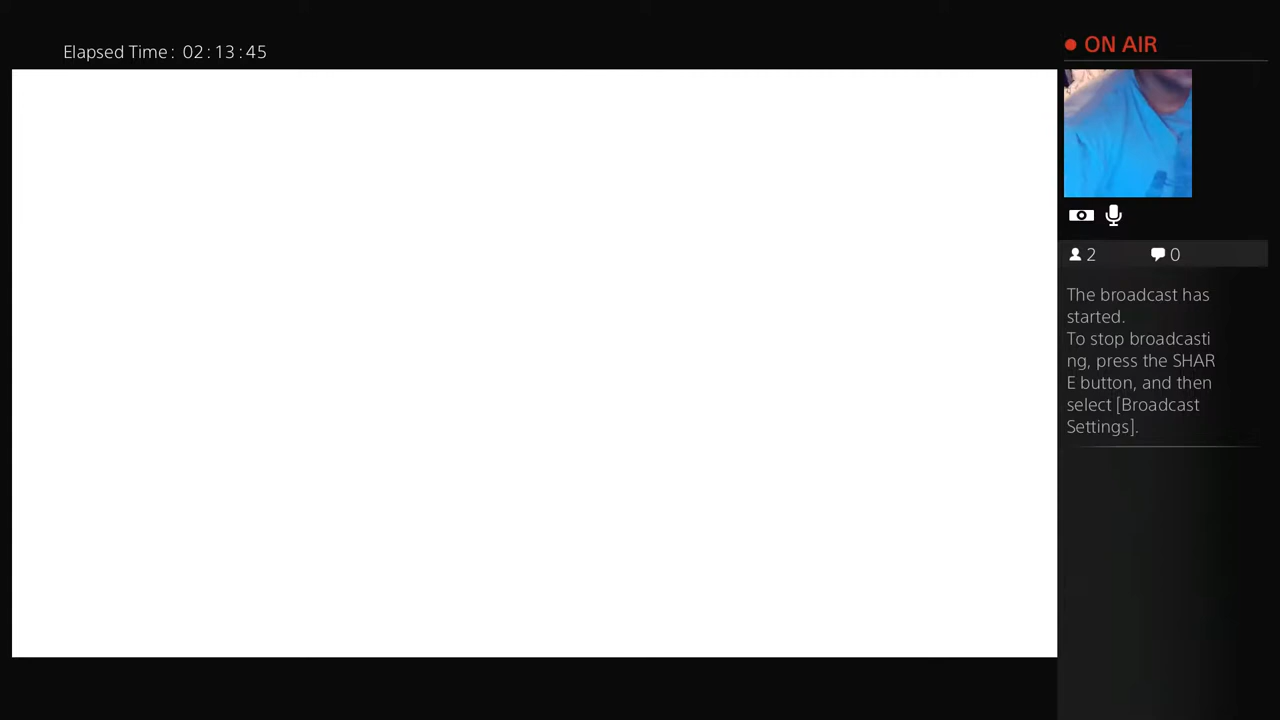 Elapsed Time: 02:13:45
ON AIR
2 0
The broadcast has
started.
To stop broadcasti
ng, press the SHAR
E button, and then
select [Broadcast
Settings].